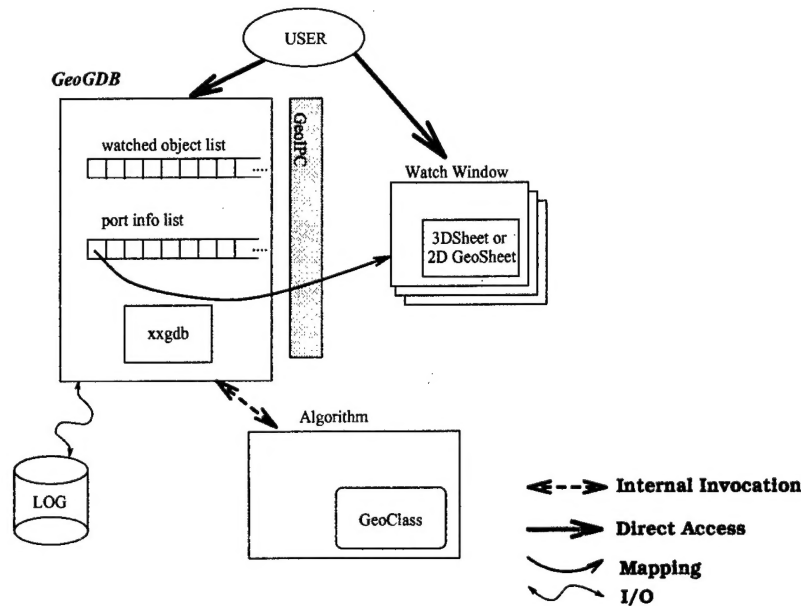 USER
GeoGDB
GeoIPC
watched object list
....
port info list
....
xxgdb
Watch Window
3DSheet or
2D GeoSheet
Algorithm
GeoClass
LOG
Internal Invocation
Direct Access
Mapping
I/O